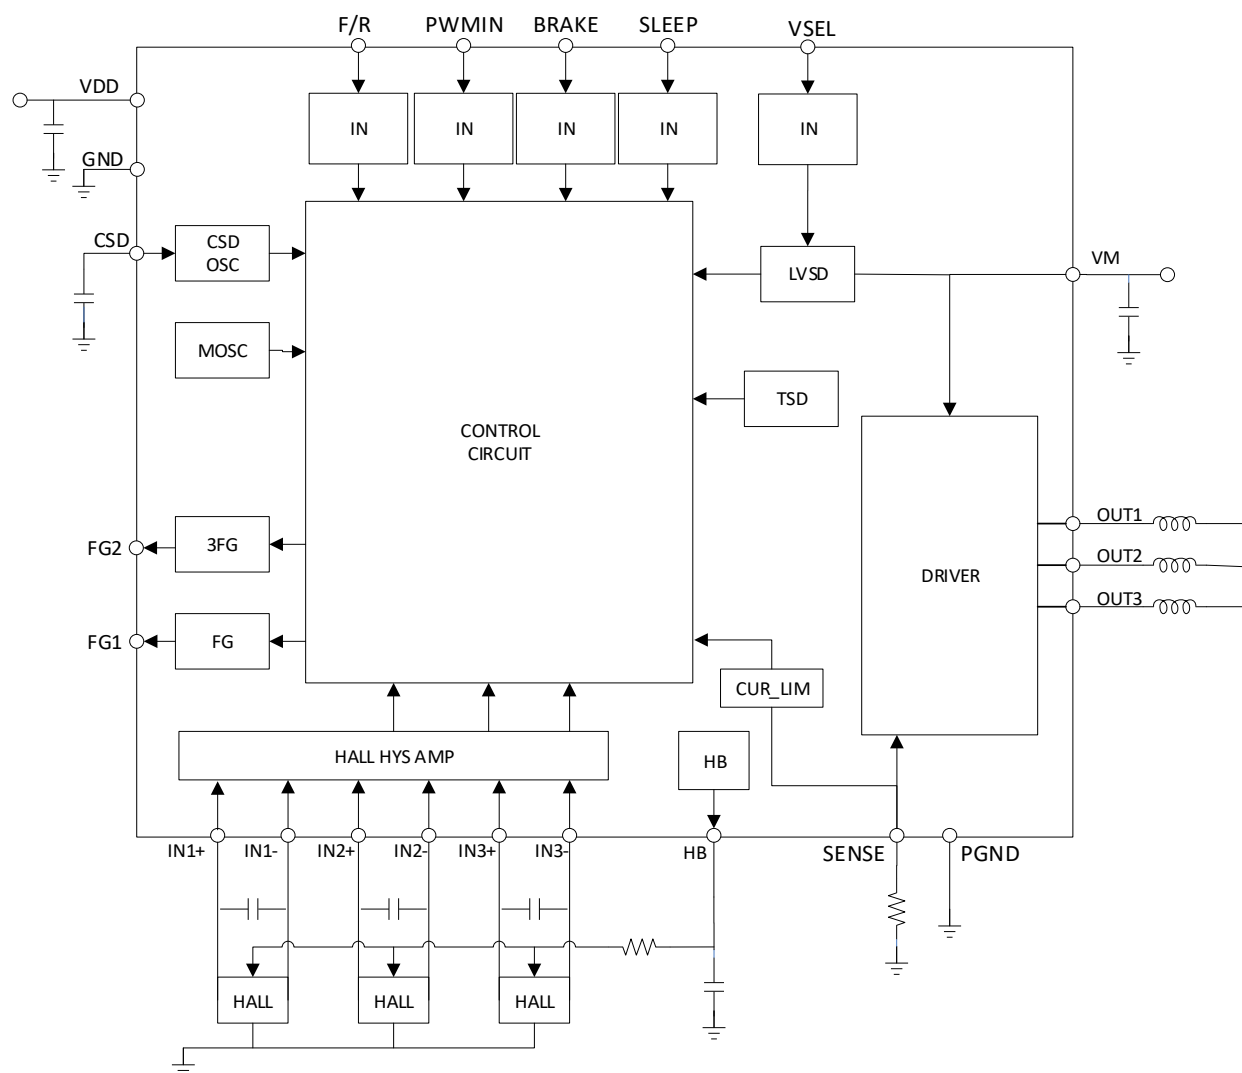 F/R PWMIN BRAKE SLEEP VSEL
VDD
IN IN IN IN IN
GND
CSD
CSD
OSC
LVSD
VM
MOSC
TSD
CONTROL
CIRCUIT
OUT1
FG2
3FG
OUT2
DRIVER
OUT3
FG1
FG
CUR_LIM
HALL HYS AMP
HB
IN1+ IN1- IN2+ IN2- IN3+ IN3- HB SENSE PGND
HALL HALL HALL